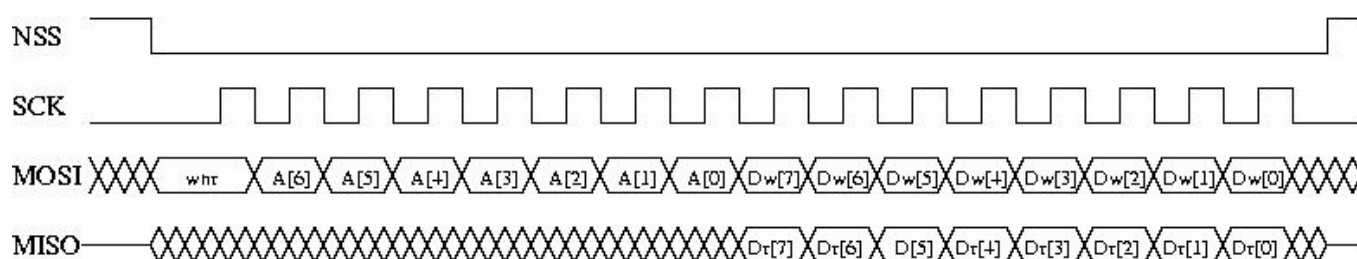 NSS
SCK
MOSI whr A[6] A[5] A[4] A[3] A[2] A[1] A[0] Dw[7] Dw[6] Dw[5] Dw[4] Dw[3] Dw[2] Dw[1] Dw[0]
MISO Dr[7] Dr[6] D[5] Dr[4] Dr[3] Dr[2] Dr[1] Dr[0]